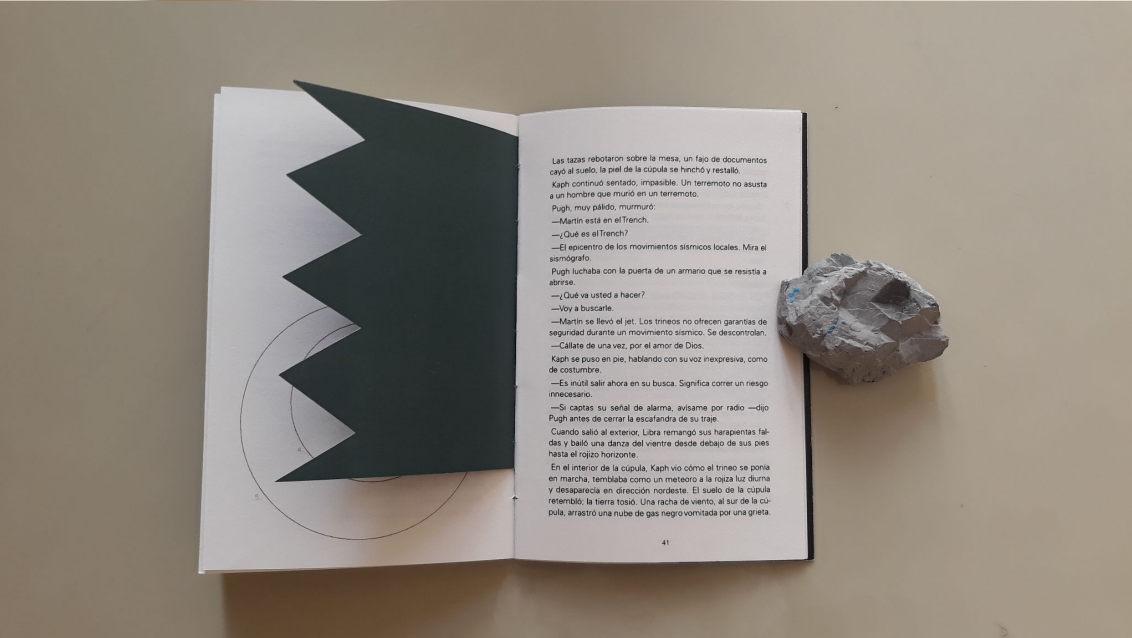 Las tazas rebotaron sobre la mesa, un fajo de documentos
cayó al suelo, la piel de la cúpula se hinchó y restalló.
Kaph continuó sentado, impasible. Un terremoto no asusta
a un hombre que murió en un terremoto.
Pugh, muy pálido, murmuró:
—Martin está en el Trench.
—¿Qué es el Trench?
—El epicentro de los movimientos sísmicos locales. Mira el
sismógrafo.
Pugh luchaba con la puerta de un armario que se resistía a
abrirse.
—¿Qué va usted a hacer?
—Voy a buscarle.
—Martin se llevó el jet. Los trineos no ofrecen garantías de
seguridad durante un movimiento sísmico. Se descontrolan.
—Cállate de una vez, por el amor de Dios.
Kaph se puso en pie, hablando con su voz inexpresiva, como
de costumbre.
—Es inútil salir ahora en su busca. Significa correr un riesgo
innecesario.
—Si captas su señal de alarma, avísame por radio —dijo
Pugh antes de cerrar la escafandra de su traje.
Cuando salió al exterior, Libra remangó sus harapientas fal-
das y bailó una danza del vientre desde debajo de sus pies
hasta el rojizo horizonte.
En el interior de la cúpula, Kaph vio cómo el trineo se ponía
en marcha, temblaba como un meteoro a la rojiza luz diurna
y desaparecía en dirección nordeste. El suelo de la cúpula
retembló; la tierra tosió. Una racha de viento, al sur de la cú-
pula, arrastró una nube de gas negro vomitada por una grieta.
41